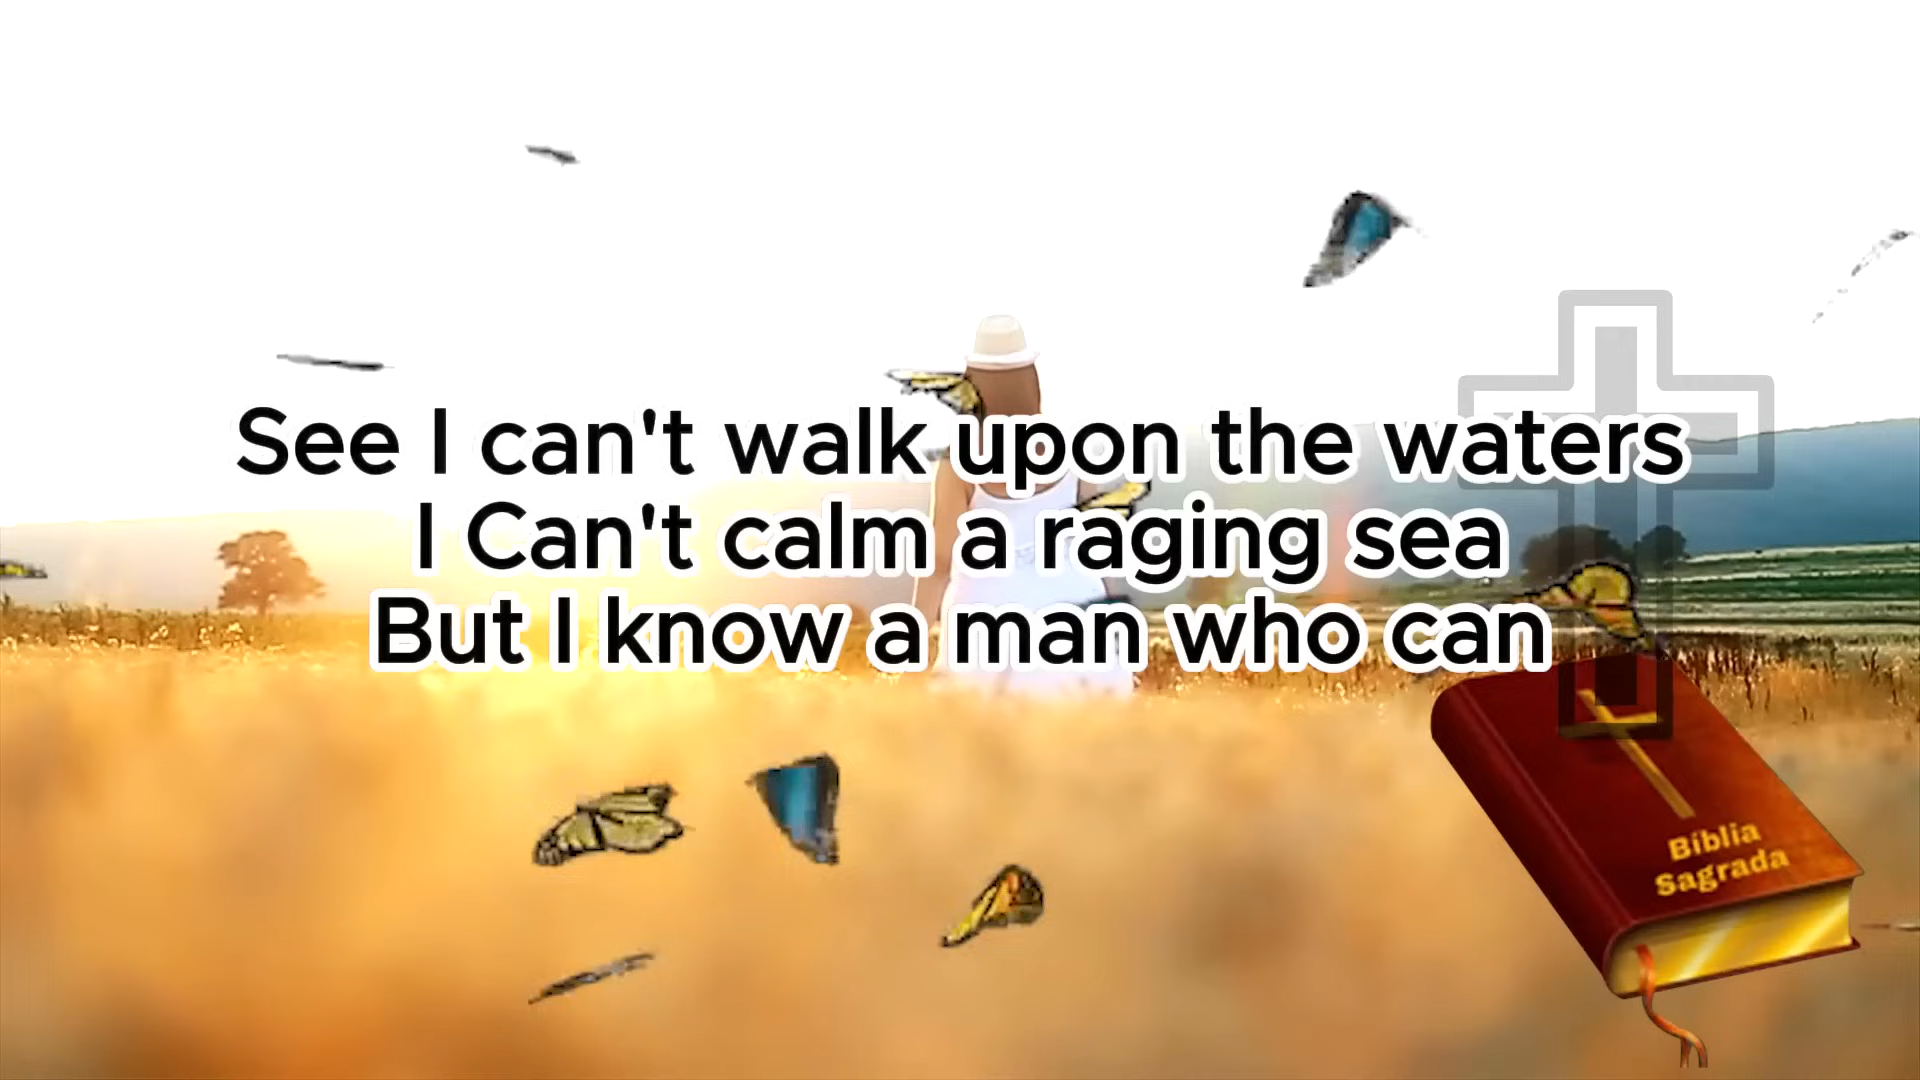 See I can't walk upon the waters
I Can't calm a raging sea
But I know a man who can
Bíblia
Sagrada